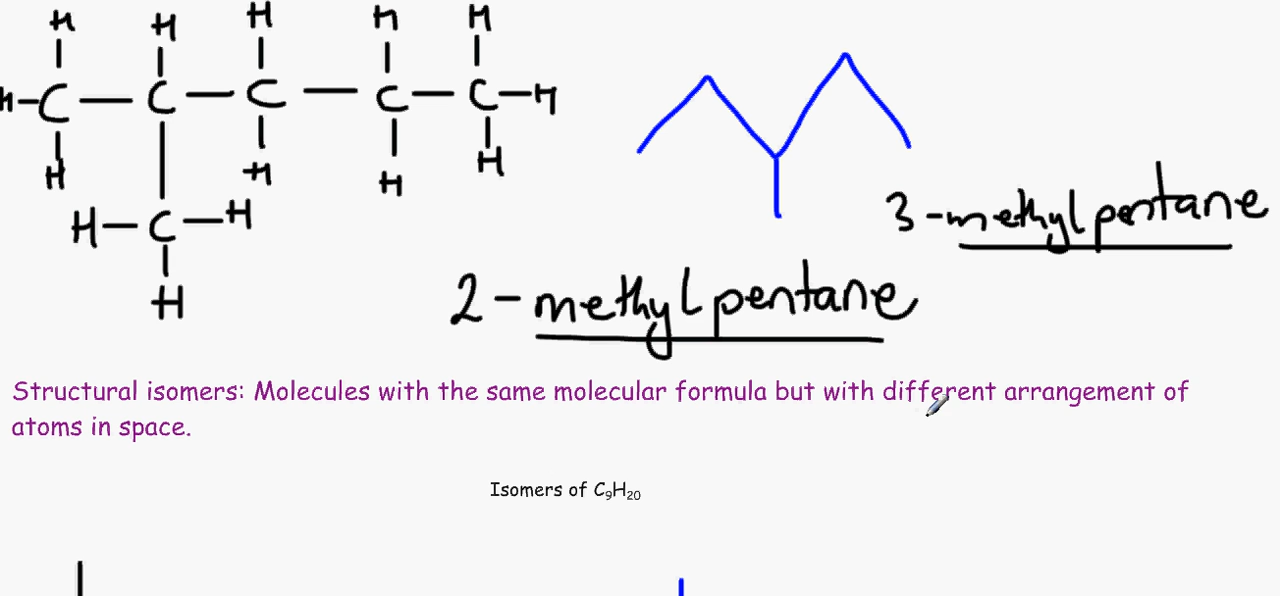 H H H H H
H-C-C-C-C-C-H
H H H H
H-C-H
H
3-methylpentane
2-methylpentane
Structural isomers: Molecules with the same molecular formula but with different arrangement of
atoms in space.
Isomers of C₉H₂₀